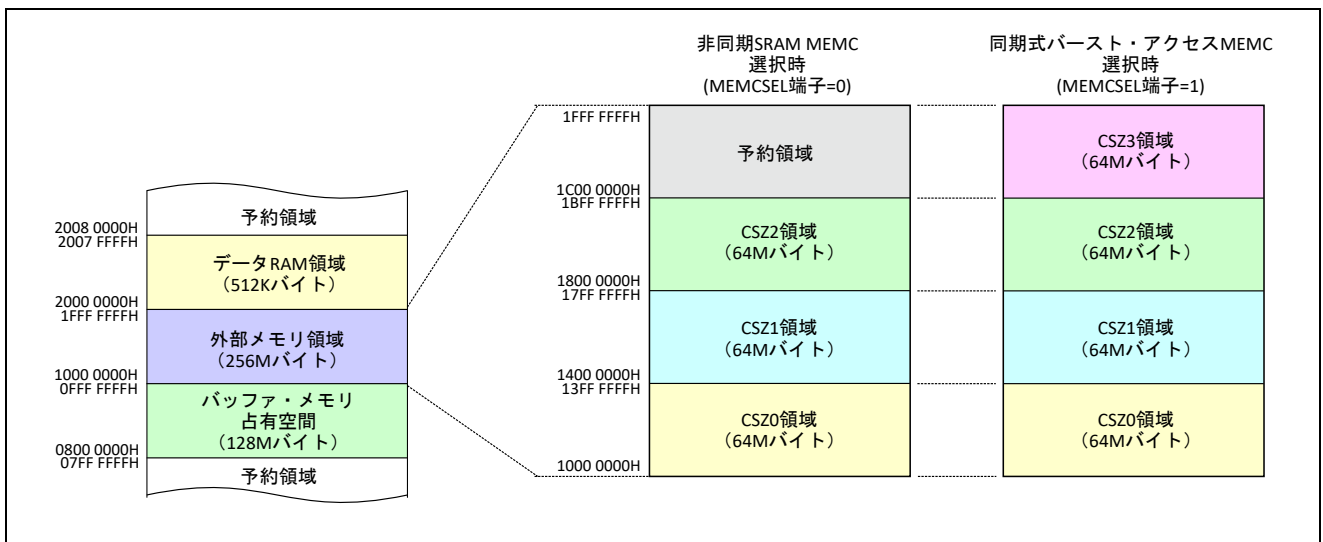 2008 0000H
2007 FFFFH
2000 0000H
1FFF FFFFH
1000 0000H
0FFF FFFFH
0800 0000H
07FF FFFFH
予約領域
データRAM領域
(512Kバイト)
外部メモリ領域
(256Mバイト)
バッファ・メモリ
占有空間
(128Mバイト)
予約領域
非同期SRAM MEMC
選択時
(MEMCSEL端子=0)
1FFF FFFFH
1C00 0000H
1BFF FFFFH
1800 0000H
17FF FFFFH
1400 0000H
13FF FFFFH
1000 0000H
予約領域
CSZ2領域
(64Mバイト)
CSZ1領域
(64Mバイト)
CSZ0領域
(64Mバイト)
同期式バースト・アクセスMEMC
選択時
(MEMCSEL端子=1)
CSZ3領域
(64Mバイト)
CSZ2領域
(64Mバイト)
CSZ1領域
(64Mバイト)
CSZ0領域
(64Mバイト)